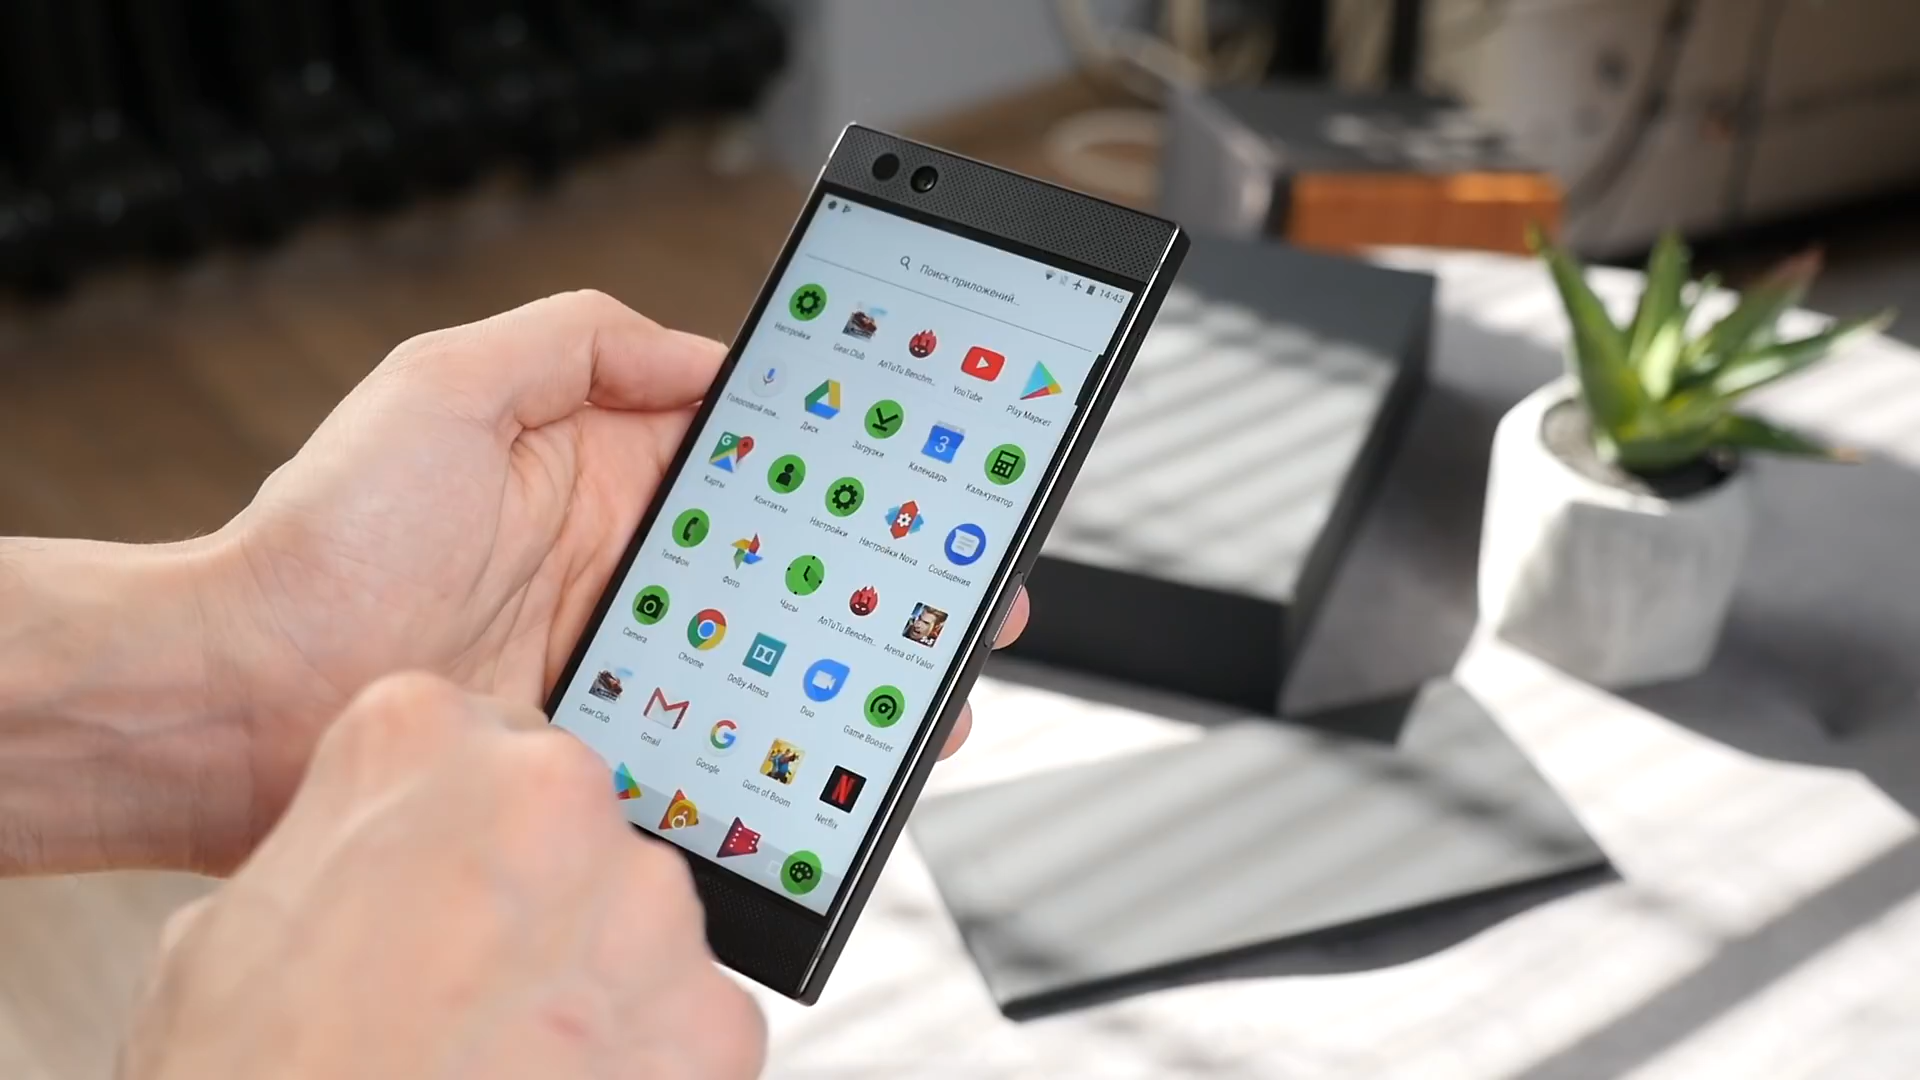 14:43
Поиск приложений...
Настройки
Gear.Club
AnTuTu Benchm..
YouTube
Play Маркет
Голосовой пои..
Диск
Загрузки
3
Календарь
Калькулятор
G
Карты
Контакты
Настройки
Настройки Nova
Сообщения
Телефон
Фото
Часы
AnTuTu Benchm..
5v5
Arena of Valor
Camera
Chrome
Dolby Atmos
Duo
Game Booster
Gear.Club
Gmail
G
Google
Guns of Boom
N
Netflix